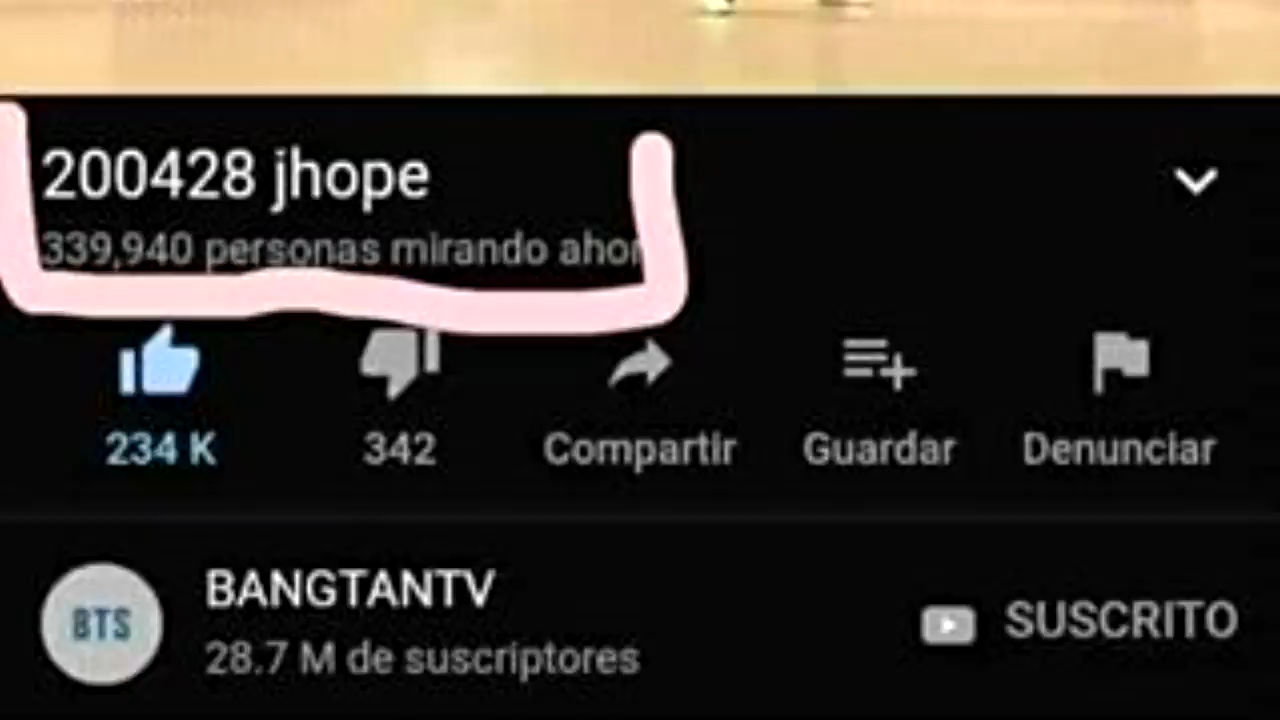 200428 jhope
339,940 personas mirando ahor
234 K
342
Compartir
Guardar
Denunciar
BTS
BANGTANTV
28.7 M de suscriptores
SUSCRITO